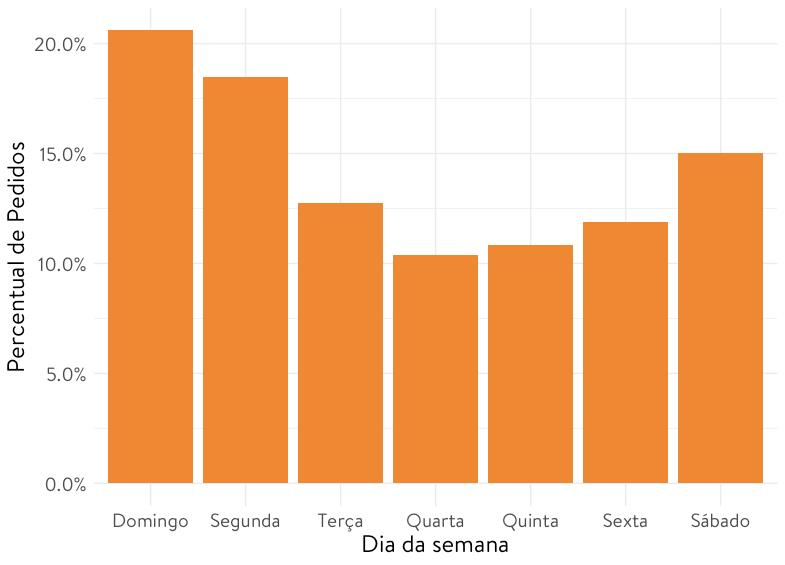 Percentual de Pedidos
20.0%
15.0%
10.0%
5.0%
0.0%
Domingo Segunda Terça Quarta Quinta Sexta Sábado
Dia da semana